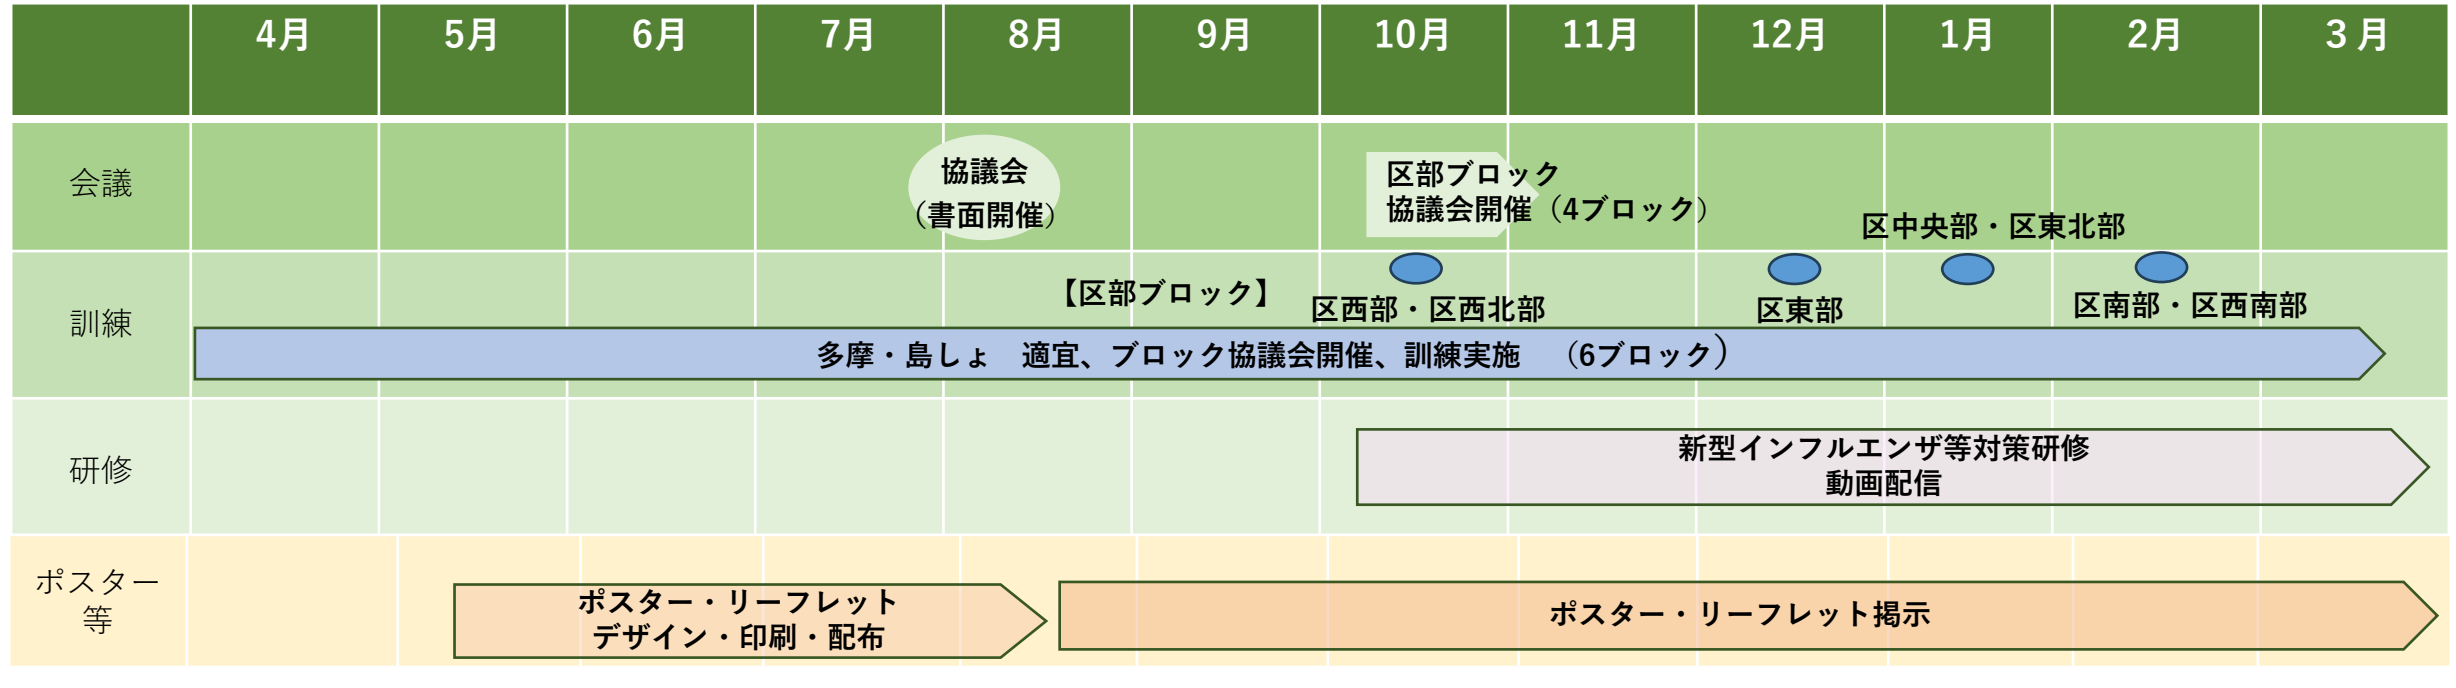 4月 5月 6月 7月 8月 9月 10月 11月 12月 1月 2月 3月
会議
協議会
（書面開催）
区部ブロック
協議会開催（4ブロック）
区中央部・区東北部
訓練
【区部ブロック】
区西部・区西北部
区東部
区南部・区西南部
多摩・島しょ　適宜、ブロック協議会開催、訓練実施　（6ブロック）
研修
新型インフルエンザ等対策研修
動画配信
ポスター
等
ポスター・リーフレット
デザイン・印刷・配布
ポスター・リーフレット掲示